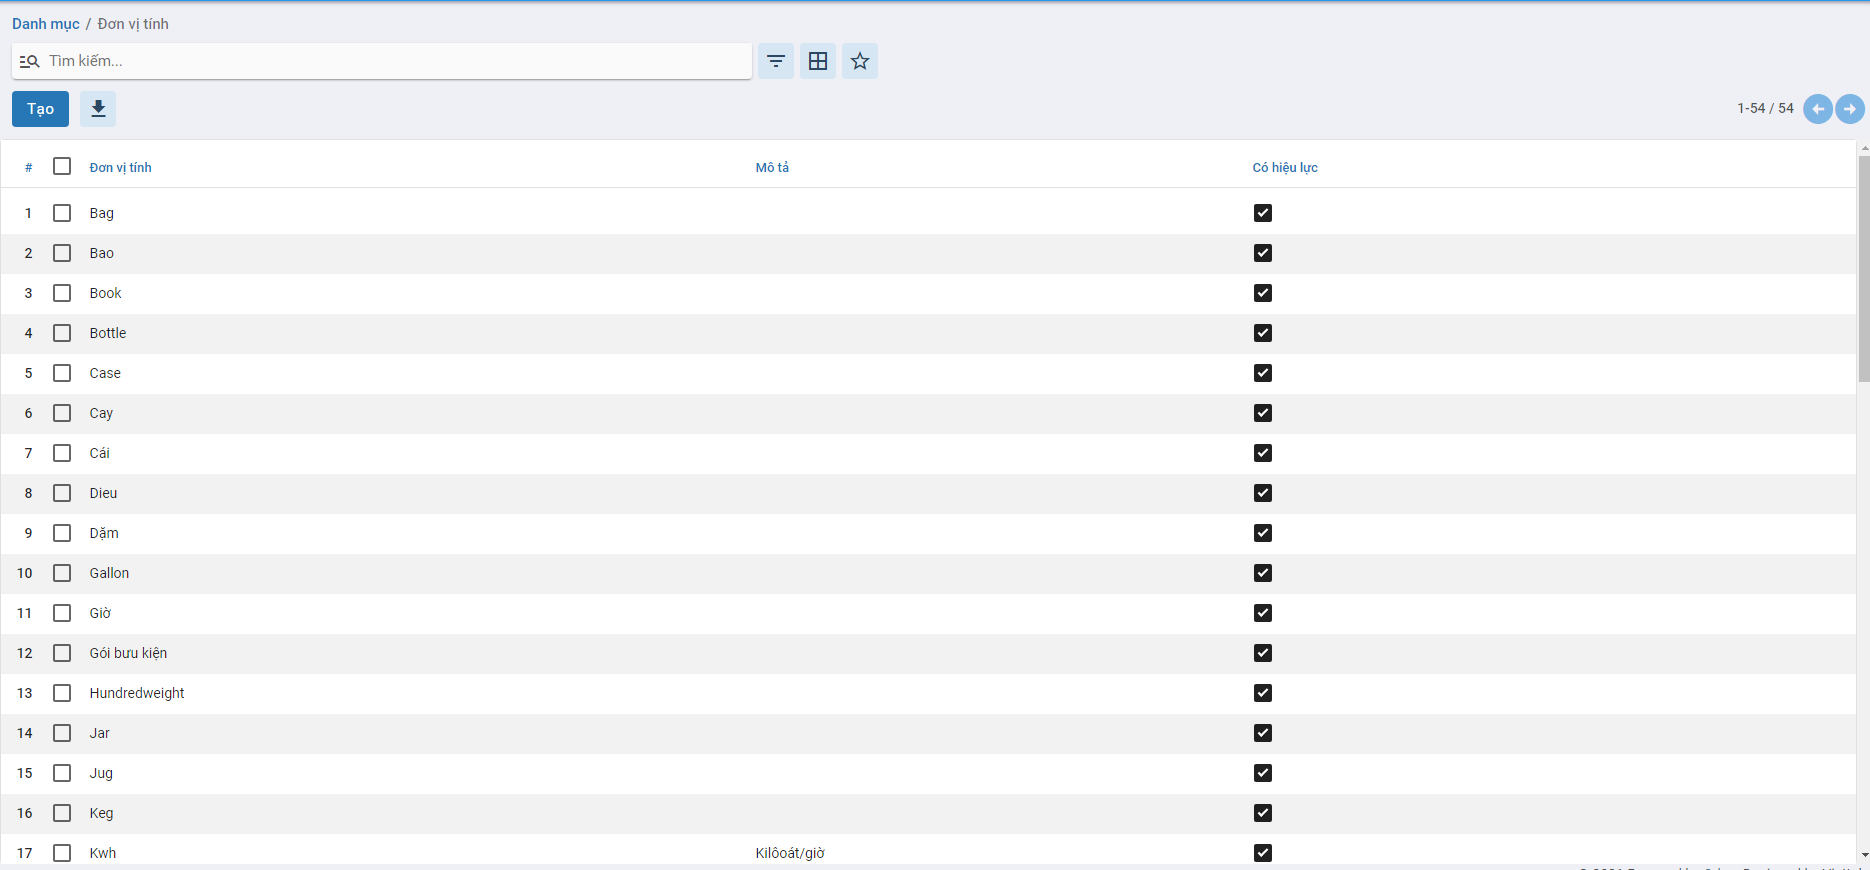 Danh mục / Đơn vị tính
Tìm kiếm...
Tạo
1-54 / 54
# Đơn vị tính Mô tả Có hiệu lực
1 Bag
2 Bao
3 Book
4 Bottle
5 Case
6 Cay
7 Cái
8 Dieu
9 Dặm
10 Gallon
11 Giờ
12 Gói bưu kiện
13 Hundredweight
14 Jar
15 Jug
16 Keg
17 Kwh Kilôoát/giờ